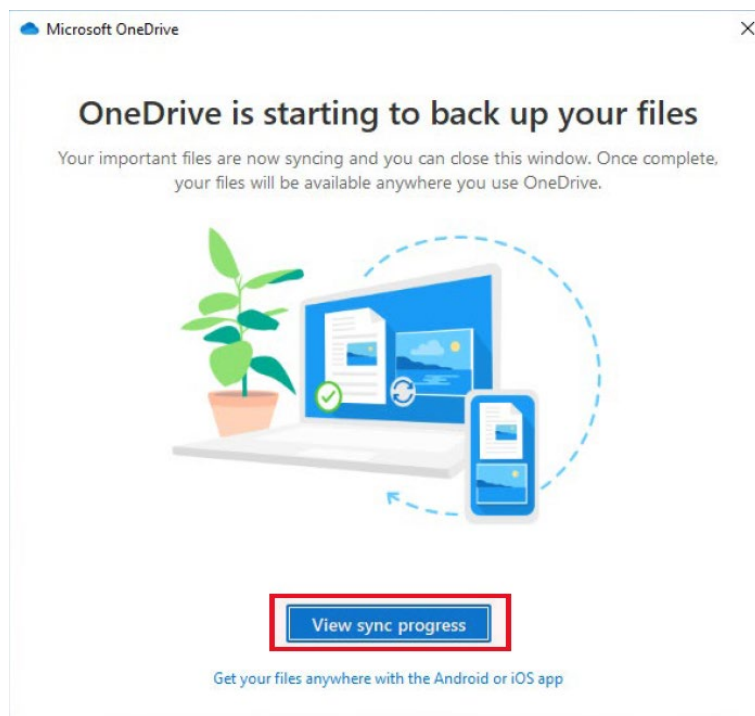 Microsoft OneDrive
OneDrive is starting to back up your files
Your important files are now syncing and you can close this window. Once complete,
your files will be available anywhere you use OneDrive.
View sync progress
Get your files anywhere with the Android or iOS app